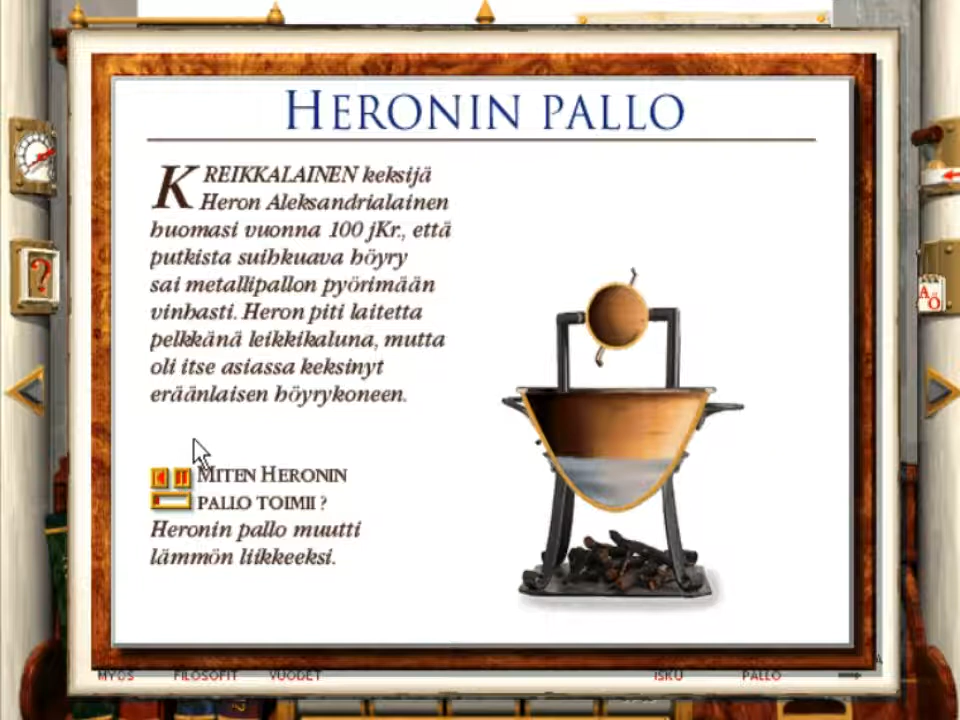 HERONIN PALLO
KREIKKALAINEN keksijä
Heron Aleksandrialainen
huomasi vuonna 100 jKr., että
putkista suihkuava höyry
sai metallipallon pyörimään
vinhasti. Heron piti laitetta
pelkkänä leikkikaluna, mutta
oli itse asiassa keksinyt
eräänlaisen höyrykoneen.
MITEN HERONIN
PALLO TOIMII ?
Heronin pallo muutti
lämmön liikkeeksi.
?
AÖ
MYÖS FILOSOFIT VUODET ISKU PALLO